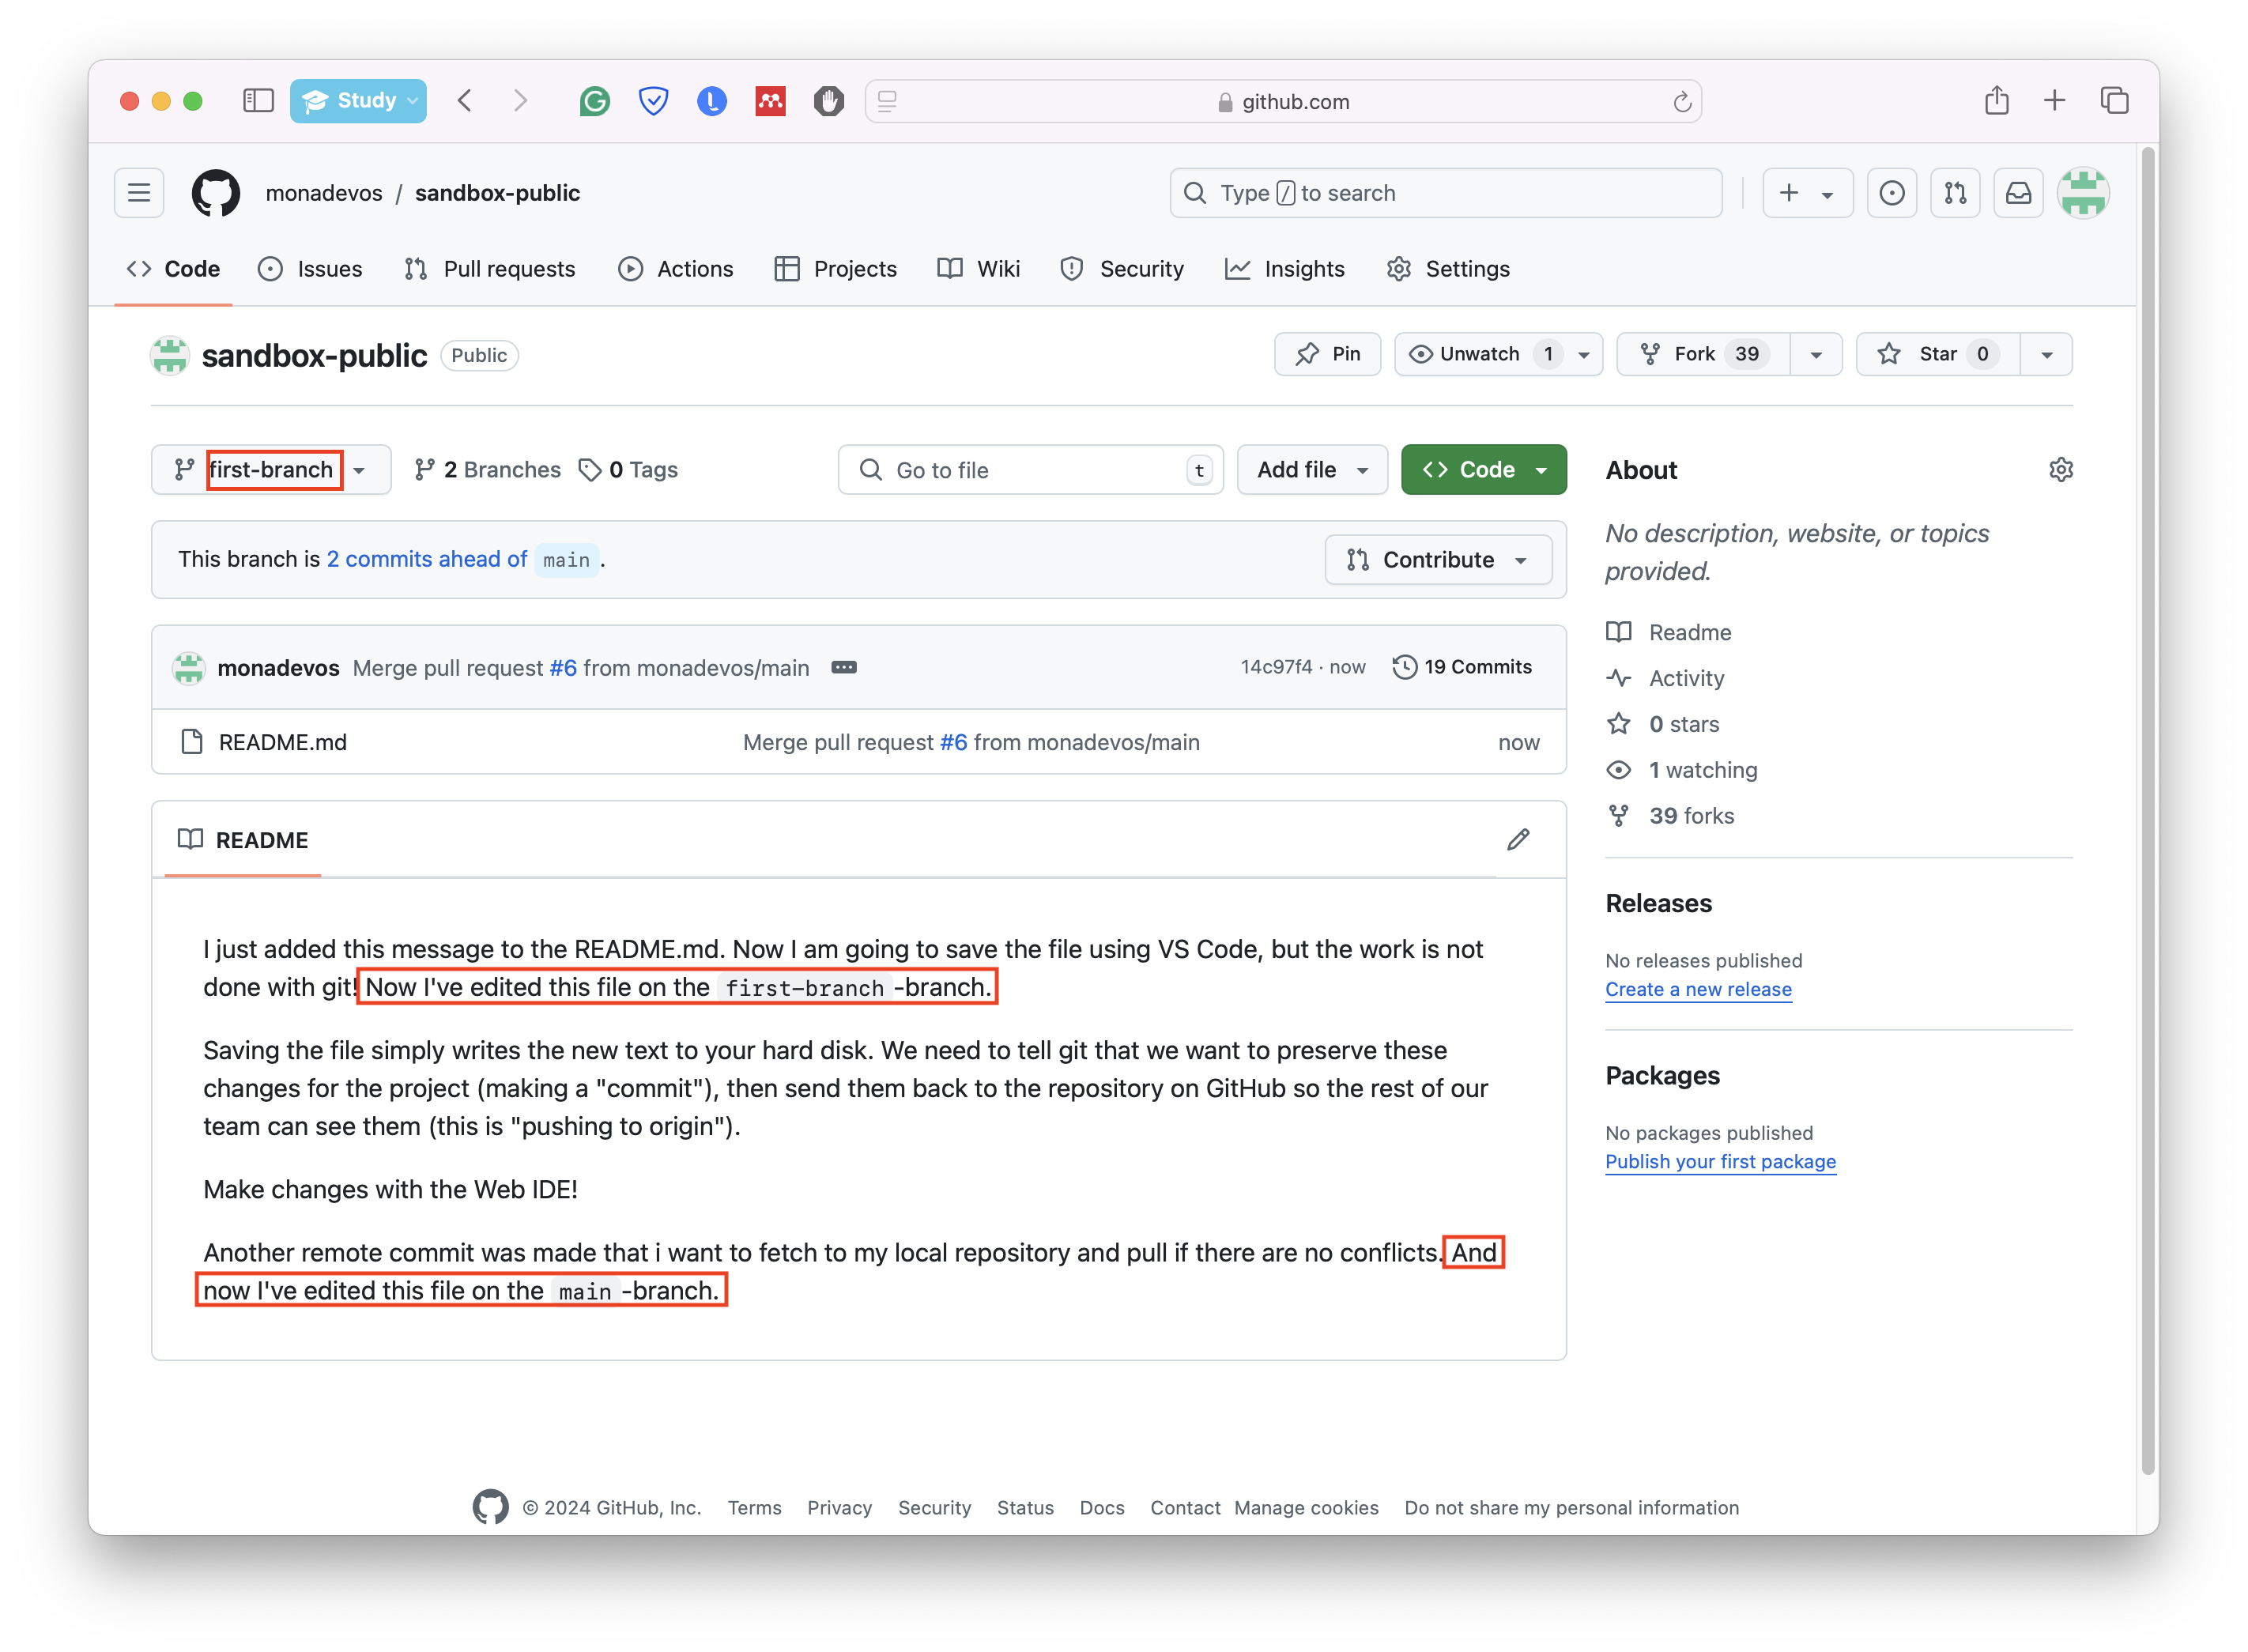 Study
github.com
monadevos / sandbox-public
Type / to search
Code
Issues
Pull requests
Actions
Projects
Wiki
Security
Insights
Settings
sandbox-public Public
Pin
Unwatch 1
Fork 39
Star 0
first-branch
2 Branches
0 Tags
Go to file t
Add file
Code
This branch is 2 commits ahead of main .
Contribute
monadevos Merge pull request #6 from monadevos/main
14c97f4 · now
19 Commits
README.md
Merge pull request #6 from monadevos/main
now
README
I just added this message to the README.md. Now I am going to save the file using VS Code, but the work is not
done with git! Now I've edited this file on the first-branch -branch.
Saving the file simply writes the new text to your hard disk. We need to tell git that we want to preserve these
changes for the project (making a "commit"), then send them back to the repository on GitHub so the rest of our
team can see them (this is "pushing to origin").
Make changes with the Web IDE!
Another remote commit was made that i want to fetch to my local repository and pull if there are no conflicts. And
now I've edited this file on the main -branch.
About
No description, website, or topics
provided.
Readme
Activity
0 stars
1 watching
39 forks
Releases
No releases published
Create a new release
Packages
No packages published
Publish your first package
© 2024 GitHub, Inc.
Terms
Privacy
Security
Status
Docs
Contact
Manage cookies
Do not share my personal information